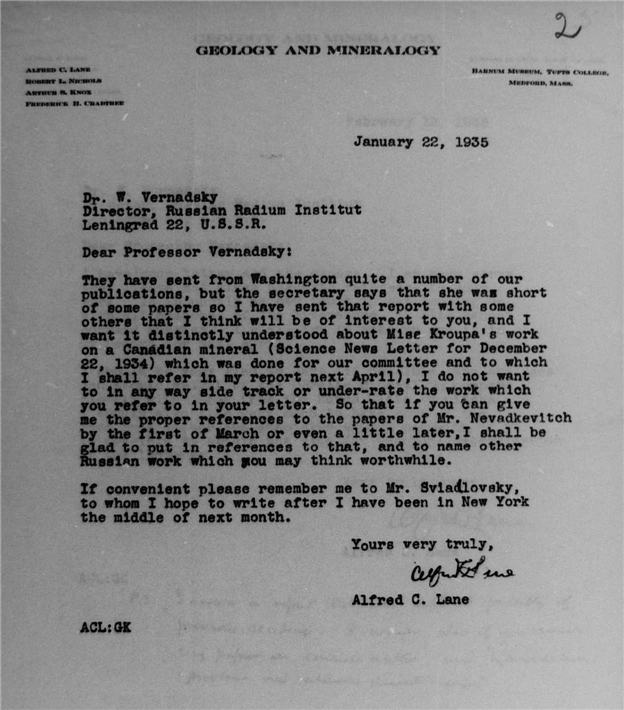 2
GEOLOGY AND MINERALOGY
ALFRED C. LANE
ROBERT L. NICHOLS
ARTHUR S. KNOX
FREDERICK H. CRABTREE
BARNUM MUSEUM, TUFTS COLLEGE,
MEDFORD, MASS.
January 22, 1935
Dr. W. Vernadsky
Director, Russian Radium Institut
Leningrad 22, U.S.S.R.
Dear Professor Vernadsky:
They have sent from Washington quite a number of our
publications, but the secretary says that she was short
of some papers so I have sent that report with some
others that I think will be of interest to you, and I
want it distinctly understood about Miss Kroupa's work
on a Canadian mineral (Science News Letter for December
22, 1934) which was done for our committee and to which
I shall refer in my report next April), I do not want
to in any way side track or under-rate the work which
you refer to in your letter. So that if you can give
me the proper references to the papers of Mr. Nevadkevitch
by the first of March or even a little later, I shall be
glad to put in references to that, and to name other
Russian work which you may think worthwhile.
If convenient please remember me to Mr. Sviadlovsky,
to whom I hope to write after I have been in New York
the middle of next month.
Yours very truly,
Alfred C. Lane
Alfred C. Lane
ACL:GK